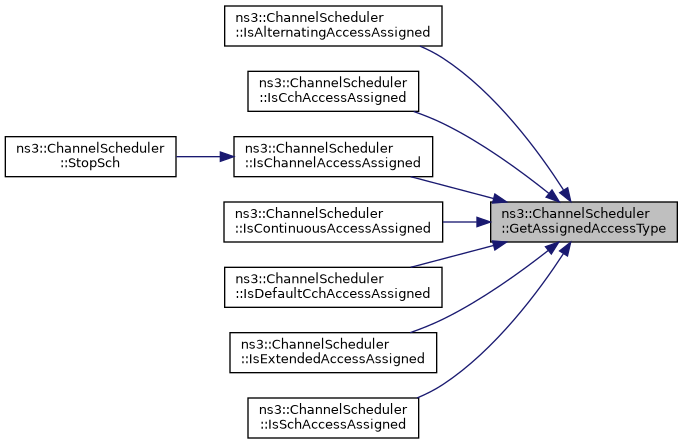 ns3::ChannelScheduler
::IsAlternatingAccessAssigned
ns3::ChannelScheduler
::IsCchAccessAssigned
ns3::ChannelScheduler
::StopSch
ns3::ChannelScheduler
::IsChannelAccessAssigned
ns3::ChannelScheduler
::IsContinuousAccessAssigned
ns3::ChannelScheduler
::GetAssignedAccessType
ns3::ChannelScheduler
::IsDefaultCchAccessAssigned
ns3::ChannelScheduler
::IsExtendedAccessAssigned
ns3::ChannelScheduler
::IsSchAccessAssigned